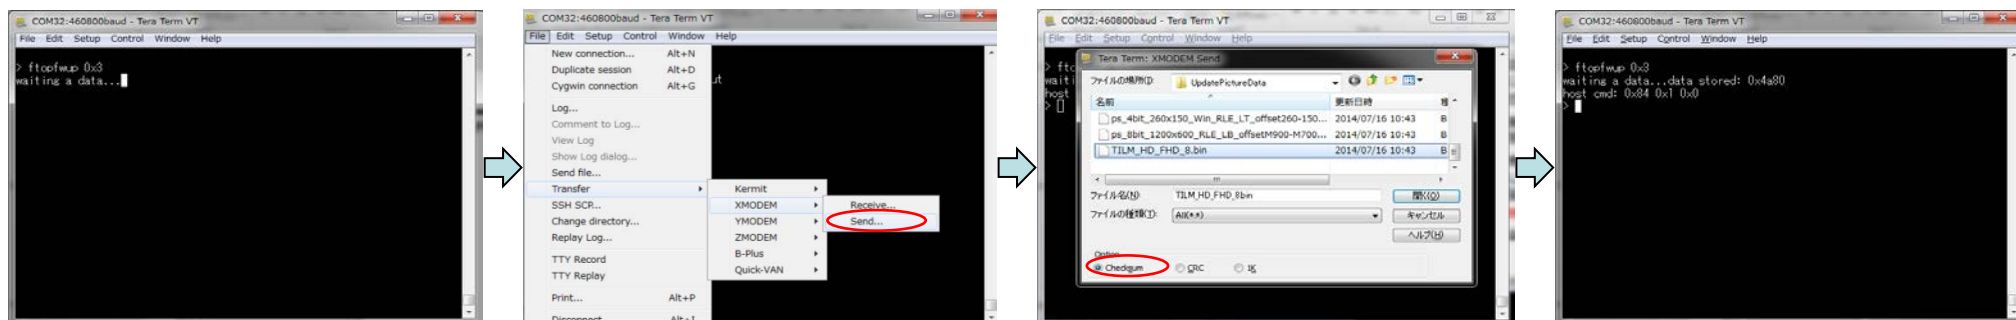 COM32:460800baud - Tera Term VT
File Edit Setup Control Window Help
> ftopfwup 0x3
waiting a data...
COM32:460800baud - Tera Term VT
File Edit Setup Control Window Help
New connection... Alt+N
Duplicate session Alt+D
Cygwin connection Alt+G
Log...
Comment to Log...
View Log
Show Log dialog...
Send file...
Transfer
SSH SCP...
Change directory...
Replay Log...
TTY Record
TTY Replay
Print... Alt+P
Disconnect Alt+I
Kermit
XMODEM
YMODEM
ZMODEM
B-Plus
Quick-VAN
Receive...
Send...
COM32:460800baud - Tera Term VT
File Edit Setup Control Window Help
> fto
waiti
host
>
Tera Term: XMODEM Send
ファイルの場所(I): UpdatePictureData
名前 更新日時 種
ps_4bit_260x150_Win_RLE_LT_offset260-150... 2014/07/16 10:43 B
ps_8bit_1200x600_RLE_LB_offsetM900-M700... 2014/07/16 10:43 B
TILM_HD_FHD_8.bin 2014/07/16 10:43 B
ファイル名(N): TILM_HD_FHD_8.bin 開く(O)
ファイルの種類(T): All(*.*) キャンセル
ヘルプ(H)
Option
Checksum CRC 1K
COM32:460800baud - Tera Term VT
File Edit Setup Control Window Help
> ftopfwup 0x3
waiting a data...data stored: 0x4a80
host cmd: 0x84 0x1 0x0
>